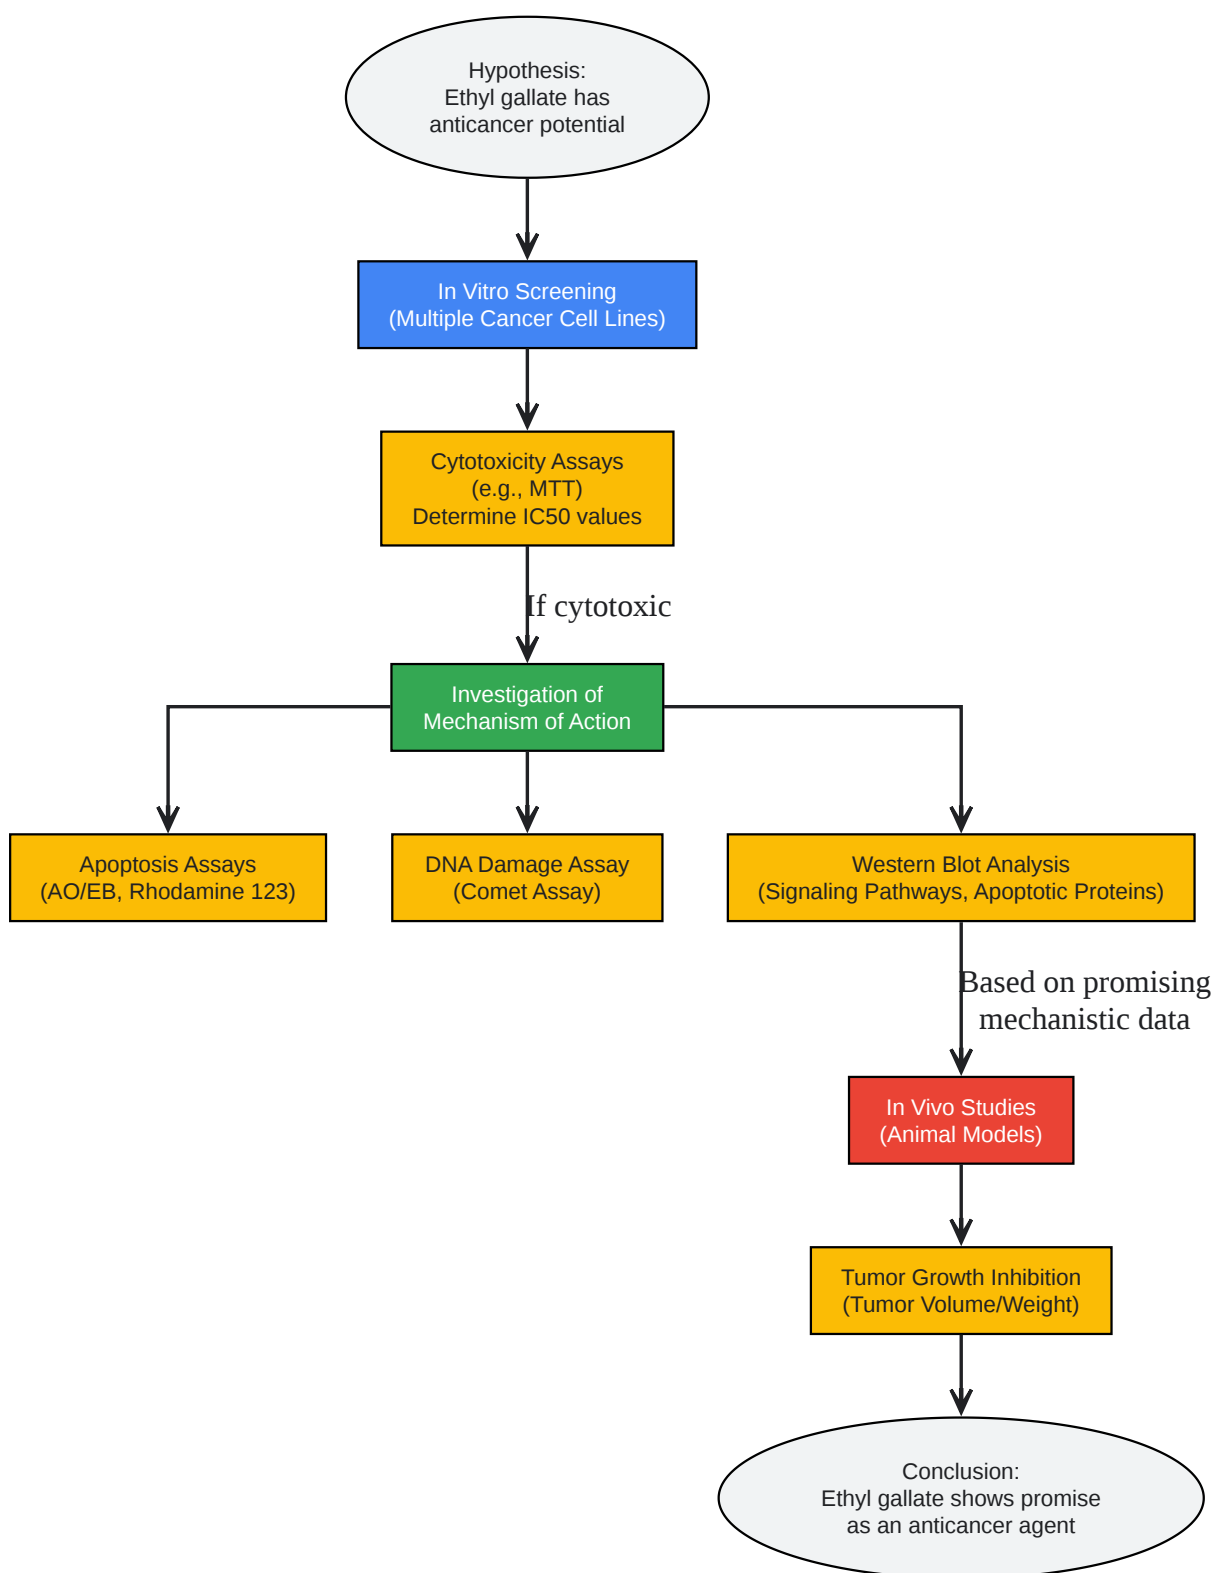 Hypothesis:
Ethyl gallate has
anticancer potential
In Vitro Screening
(Multiple Cancer Cell Lines)
Cytotoxicity Assays
(e.g., MTT)
Determine IC50 values
If cytotoxic
Investigation of
Mechanism of Action
Apoptosis Assays
(AO/EB, Rhodamine 123)
DNA Damage Assay
(Comet Assay)
Western Blot Analysis
(Signaling Pathways, Apoptotic Proteins)
Based on promising
mechanistic data
In Vivo Studies
(Animal Models)
Tumor Growth Inhibition
(Tumor Volume/Weight)
Conclusion:
Ethyl gallate shows promise
as an anticancer agent